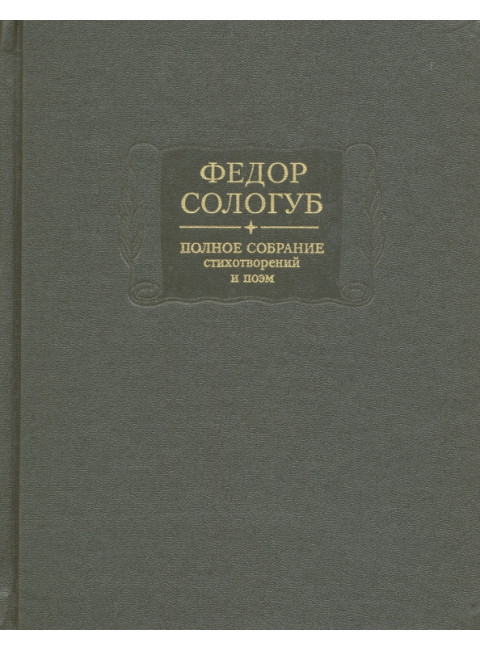 ФЕДОР
СОЛОГУБ
ПОЛНОЕ СОБРАНИЕ
стихотворений
и поэм